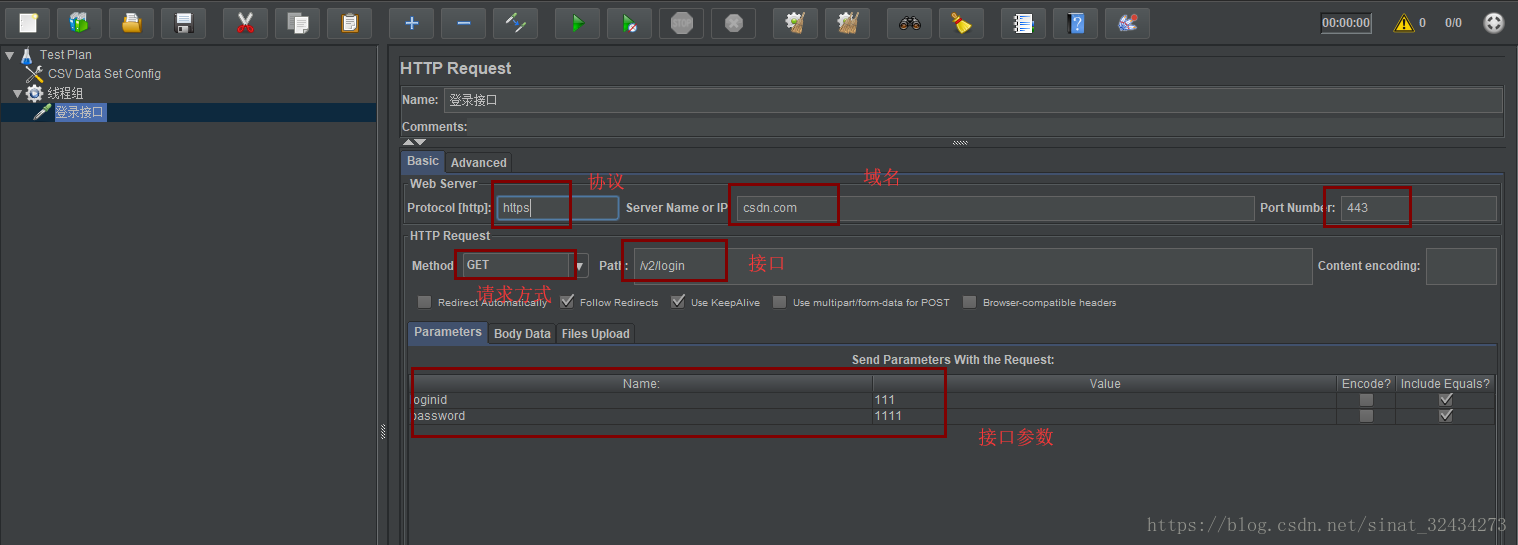 STOP
00:00:00
0
0/0
Test Plan
CSV Data Set Config
线程组
登录接口
HTTP Request
Name: 登录接口
Comments:
Basic Advanced
协议
域名
Web Server
Protocol [http]: https Server Name or IP csdn.com Port Number: 443
HTTP Request
Method GET Path: /v2/login 接口 Content encoding:
请求方式
Redirect Automatically Follow Redirects Use KeepAlive Use multipart/form-data for POST Browser-compatible headers
Parameters Body Data Files Upload
Send Parameters With the Request:
Name: Value Encode? Include Equals?
loginid 111
password 1111
接口参数
https://blog.csdn.net/sinat_32434273